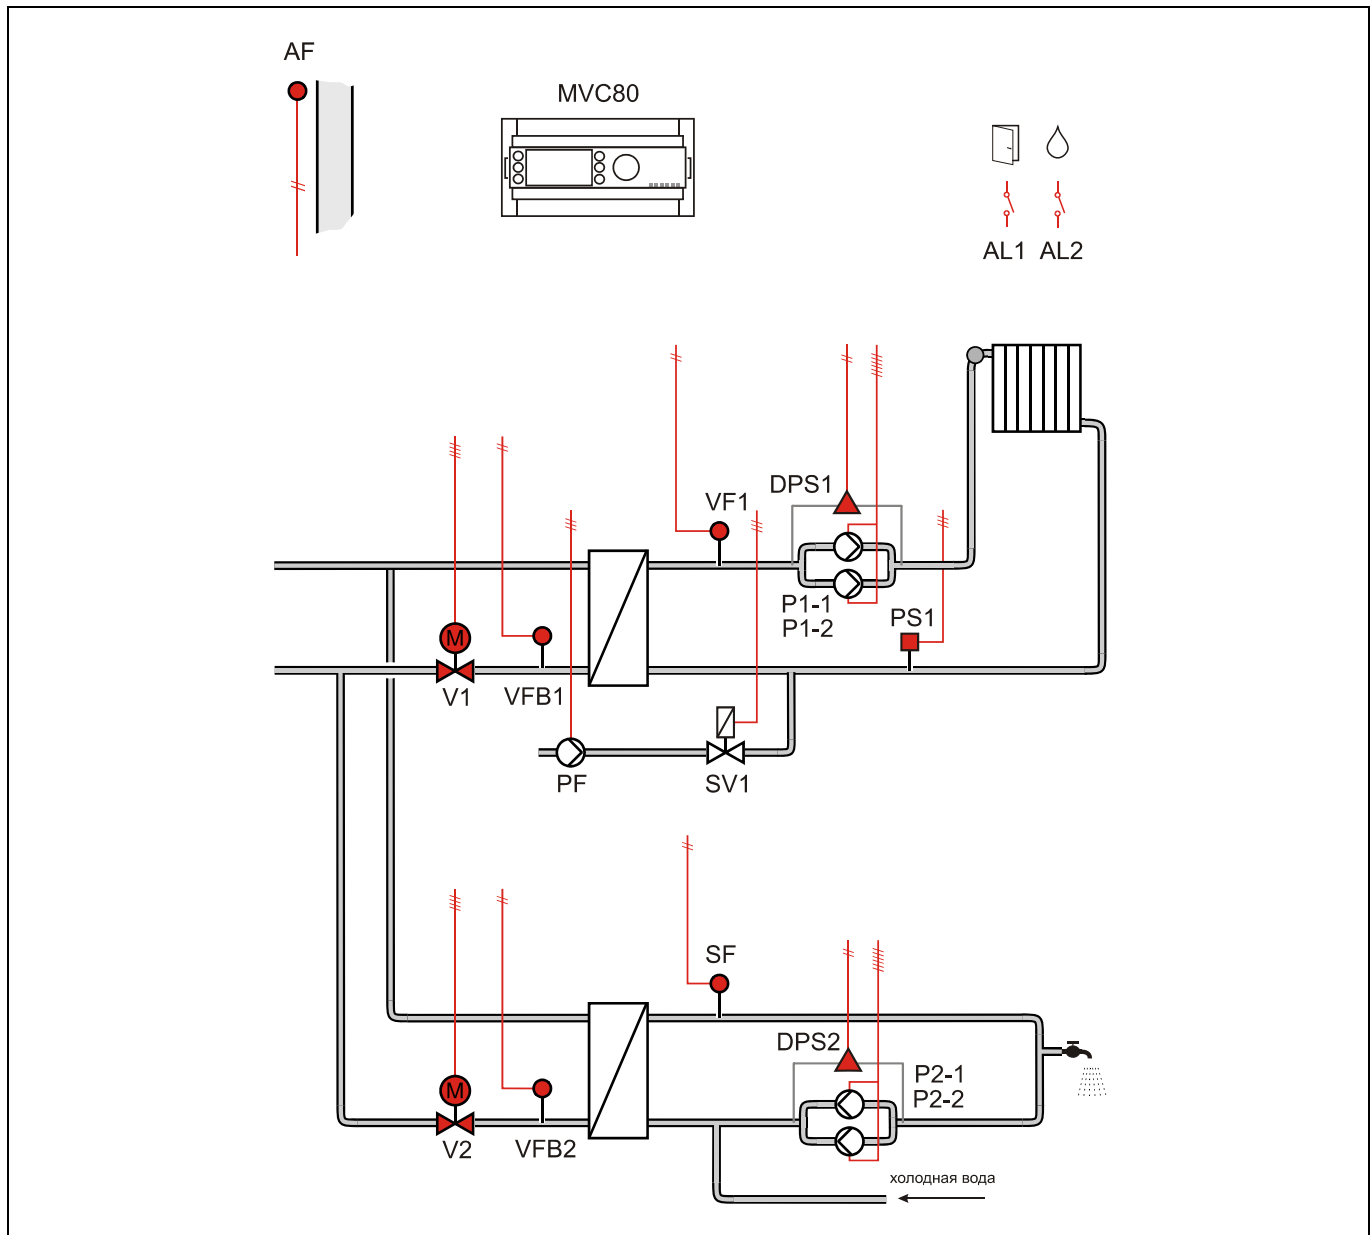 AF
MVC80
AL1 AL2
DPS1
VF1
P1-1
P1-2
PS1
M
V1
VFB1
PF
SV1
SF
DPS2
P2-1
P2-2
M
V2
VFB2
холодная вода